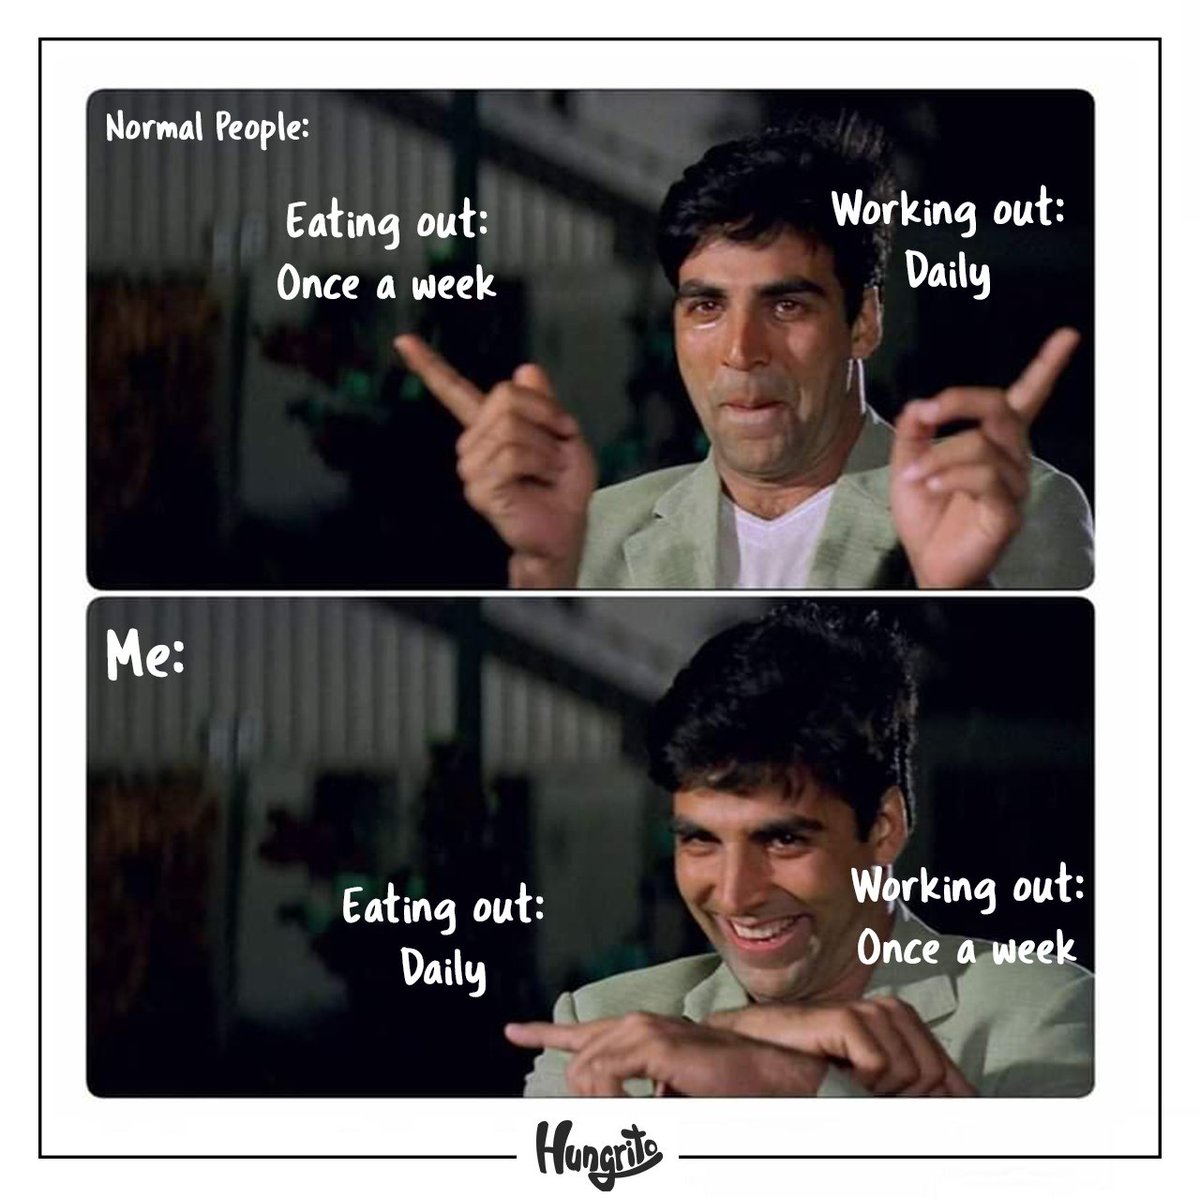 Normal People:
Eating out:
Once a week
Working out:
Daily
Me:
Eating out:
Daily
Working out:
Once a week
Hungrito